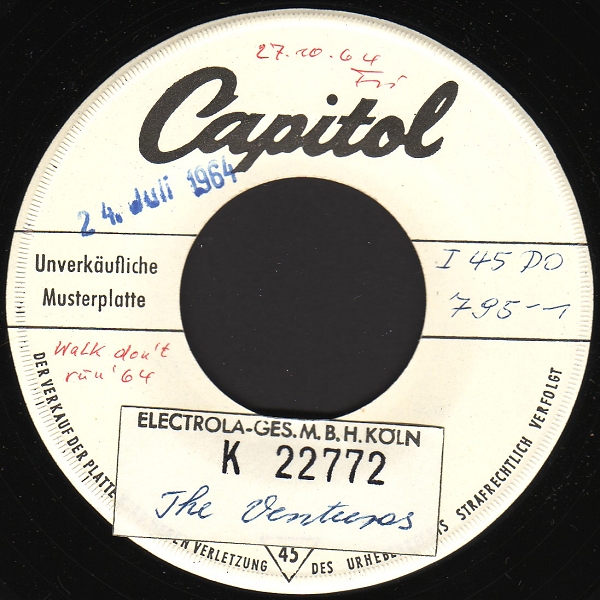 27.10.64
Fri
Capitol
24. Juli 1964
Unverkäufliche
Musterplatte
I 45 DO
795-1
Walk don't
run '64
ELECTROLA-GES.M.B.H.KÖLN
K 22772
The Ventures
DER VERKAUF DER PLATTE
VERLETZUNG DES URHEBE
STRAFRECHTLICH VERFOLGT
45